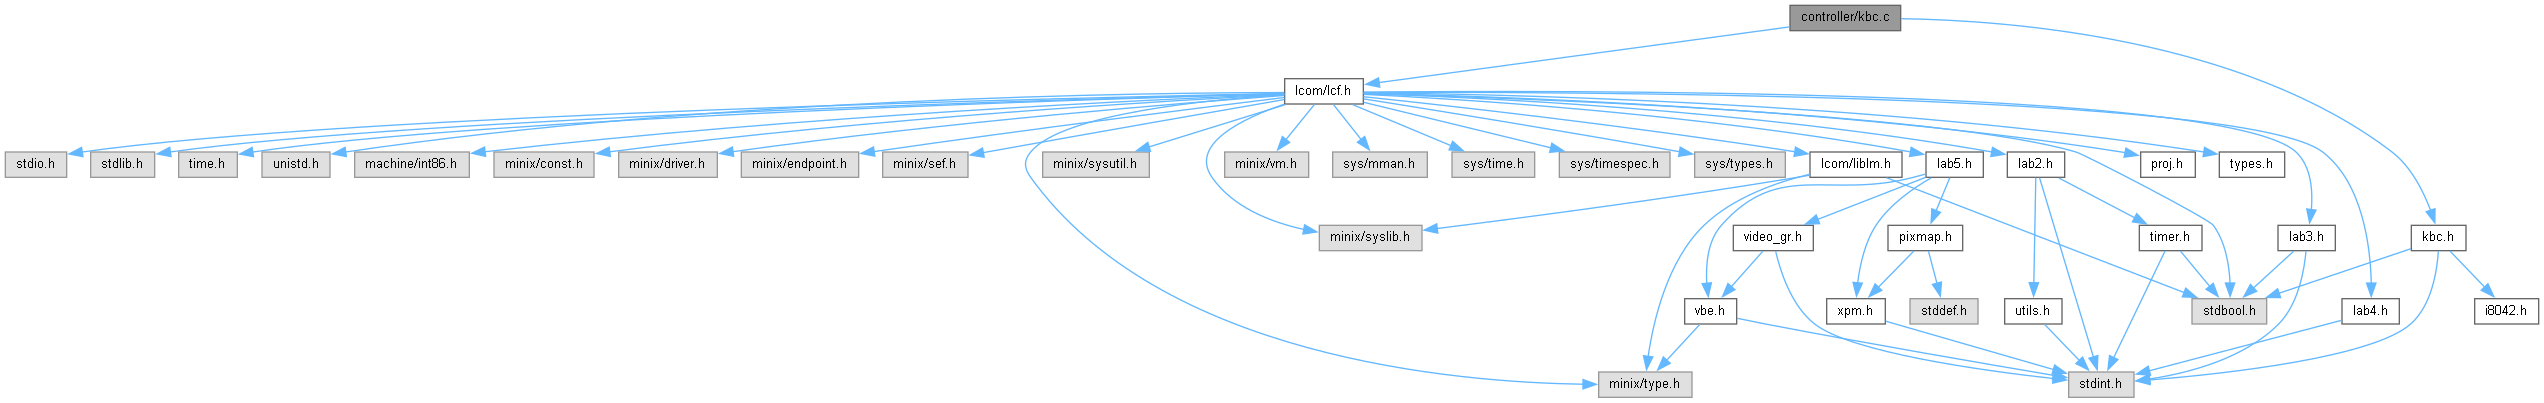 controller/kbc.c
lcom/lcf.h
stdio.h
stdlib.h
time.h
unistd.h
machine/int86.h
minix/const.h
minix/driver.h
minix/endpoint.h
minix/sef.h
minix/sysutil.h
minix/vm.h
sys/mman.h
sys/time.h
sys/timespec.h
sys/types.h
lcom/liblm.h
lab5.h
lab2.h
proj.h
types.h
minix/syslib.h
video_gr.h
pixmap.h
timer.h
lab3.h
kbc.h
vbe.h
xpm.h
stddef.h
utils.h
stdbool.h
lab4.h
i8042.h
minix/type.h
stdint.h